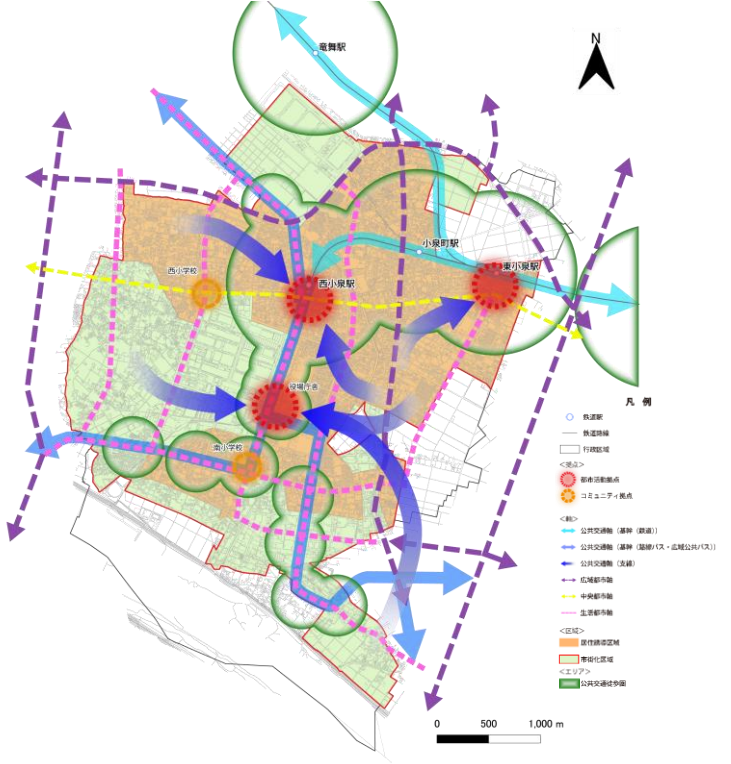 竜舞駅
N
小泉町駅
東小泉駅
西小学校
西小泉駅
役場庁舎
南小学校
凡 例
鉄道駅
鉄道路線
行政区域
<拠点>
都市活動拠点
コミュニティ拠点
<軸>
公共交通軸(基幹(鉄道))
公共交通軸(基幹(路線バス・広域公共バス))
公共交通軸(支線)
広域都市軸
中央都市軸
生活都市軸
<区域>
居住誘導区域
市街化区域
<エリア>
公共交通徒歩圏
0 500 1,000 m